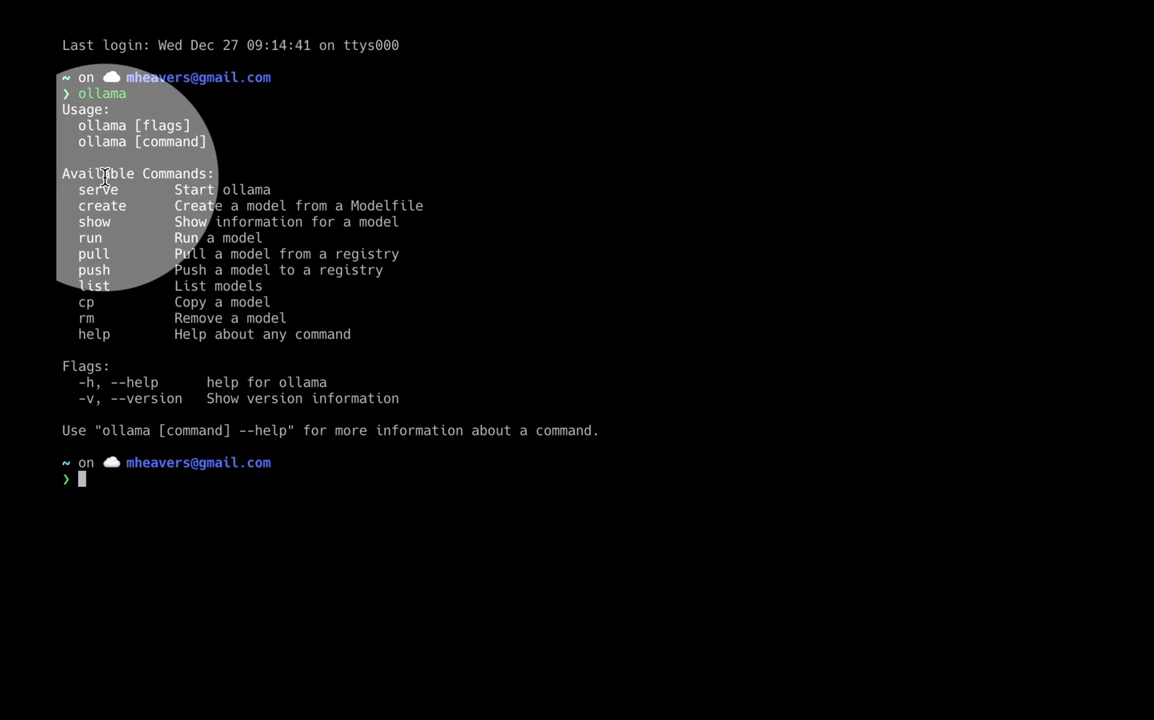 Last login: Wed Dec 27 09:14:41 on ttys000
~ on ☁️ mheavers@gmail.com
❯ ollama
Usage:
  ollama [flags]
  ollama [command]
Available Commands:
  serve       Start ollama
  create      Create a model from a Modelfile
  show        Show information for a model
  run         Run a model
  pull        Pull a model from a registry
  push        Push a model to a registry
  list        List models
  cp          Copy a model
  rm          Remove a model
  help        Help about any command
Flags:
  -h, --help      help for ollama
  -v, --version   Show version information
Use "ollama [command] --help" for more information about a command.
~ on ☁️ mheavers@gmail.com
❯